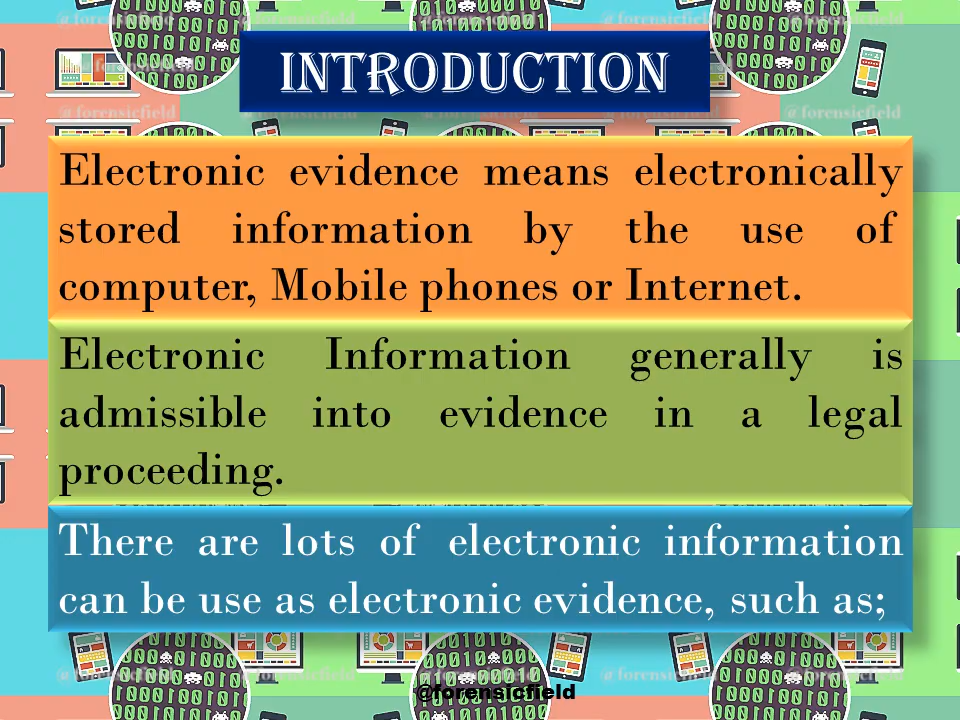 INTRODUCTION
Electronic evidence means electronically
stored information by the use of
computer, Mobile phones or Internet.
Electronic Information generally is
admissible into evidence in a legal
proceeding.
There are lots of electronic information
can be use as electronic evidence, such as;
@forensicfield